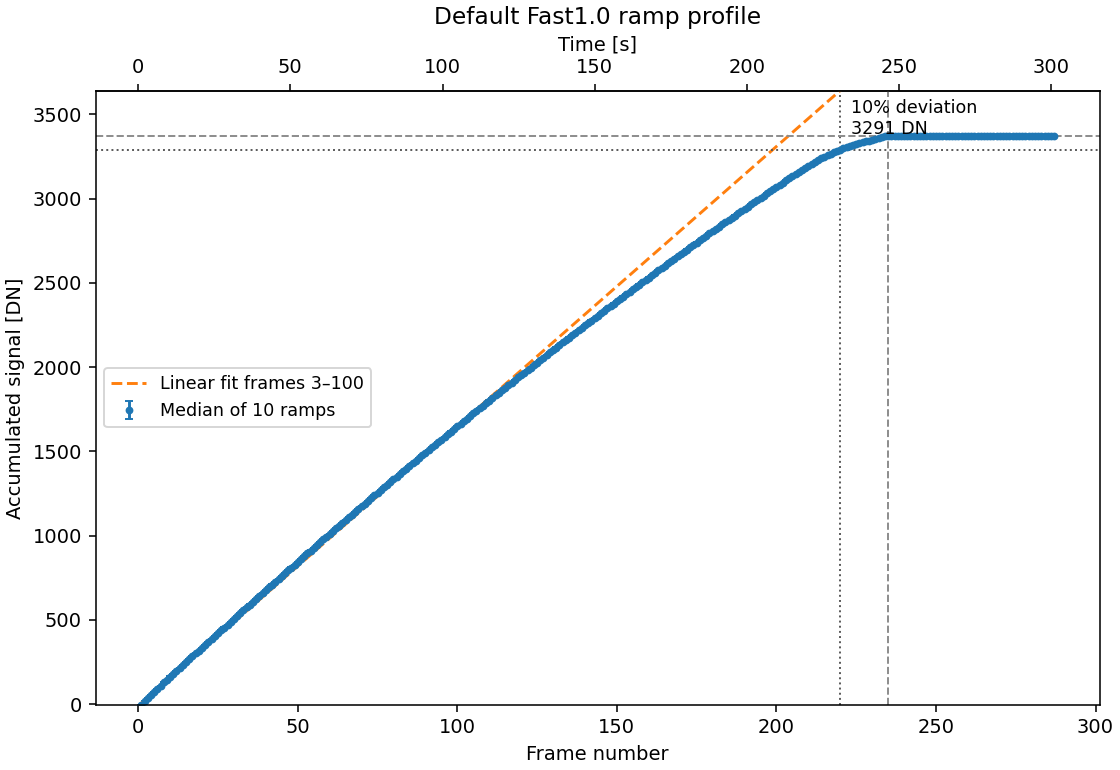 Default Fast1.0 ramp profile
Time [s]
0 50 100 150 200 250 300
10% deviation
3291 DN
3500
3000
2500
2000
1500
1000
500
0
Accumulated signal [DN]
Linear fit frames 3–100
Median of 10 ramps
0 50 100 150 200 250 300
Frame number